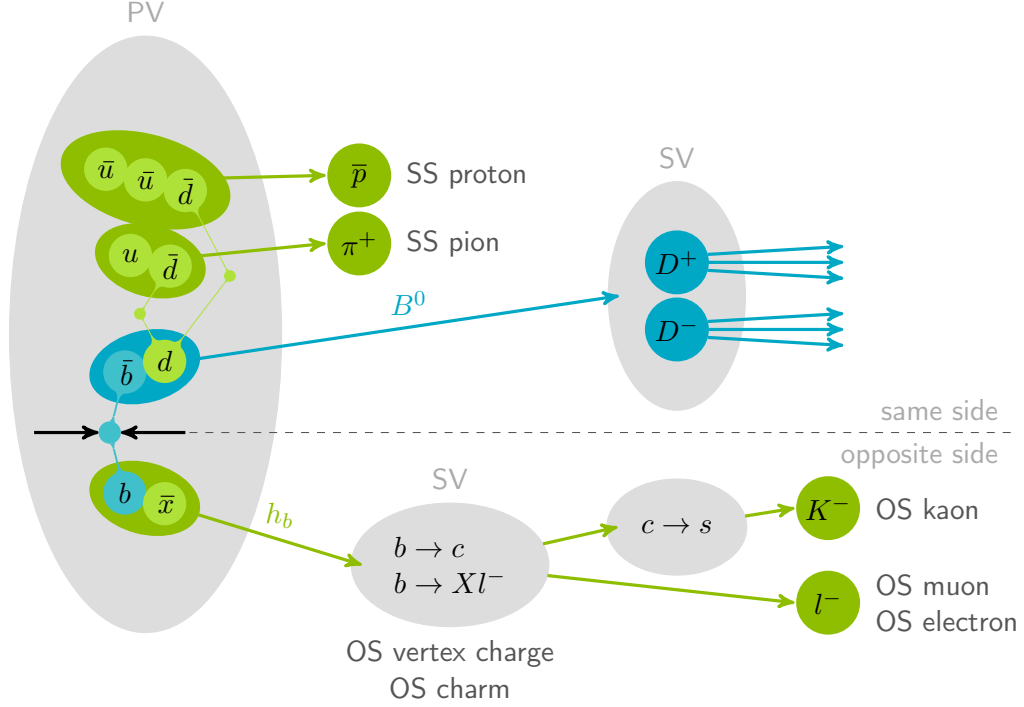 PV
ū ū d̄
p̄
SS proton
u d̄
π⁺
SS pion
SV
D⁺
D⁻
B⁰
b̄ d
same side
opposite side
b x̄
h_b
SV
b → c
b → Xl⁻
c → s
K⁻
OS kaon
l⁻
OS muon
OS electron
OS vertex charge
OS charm